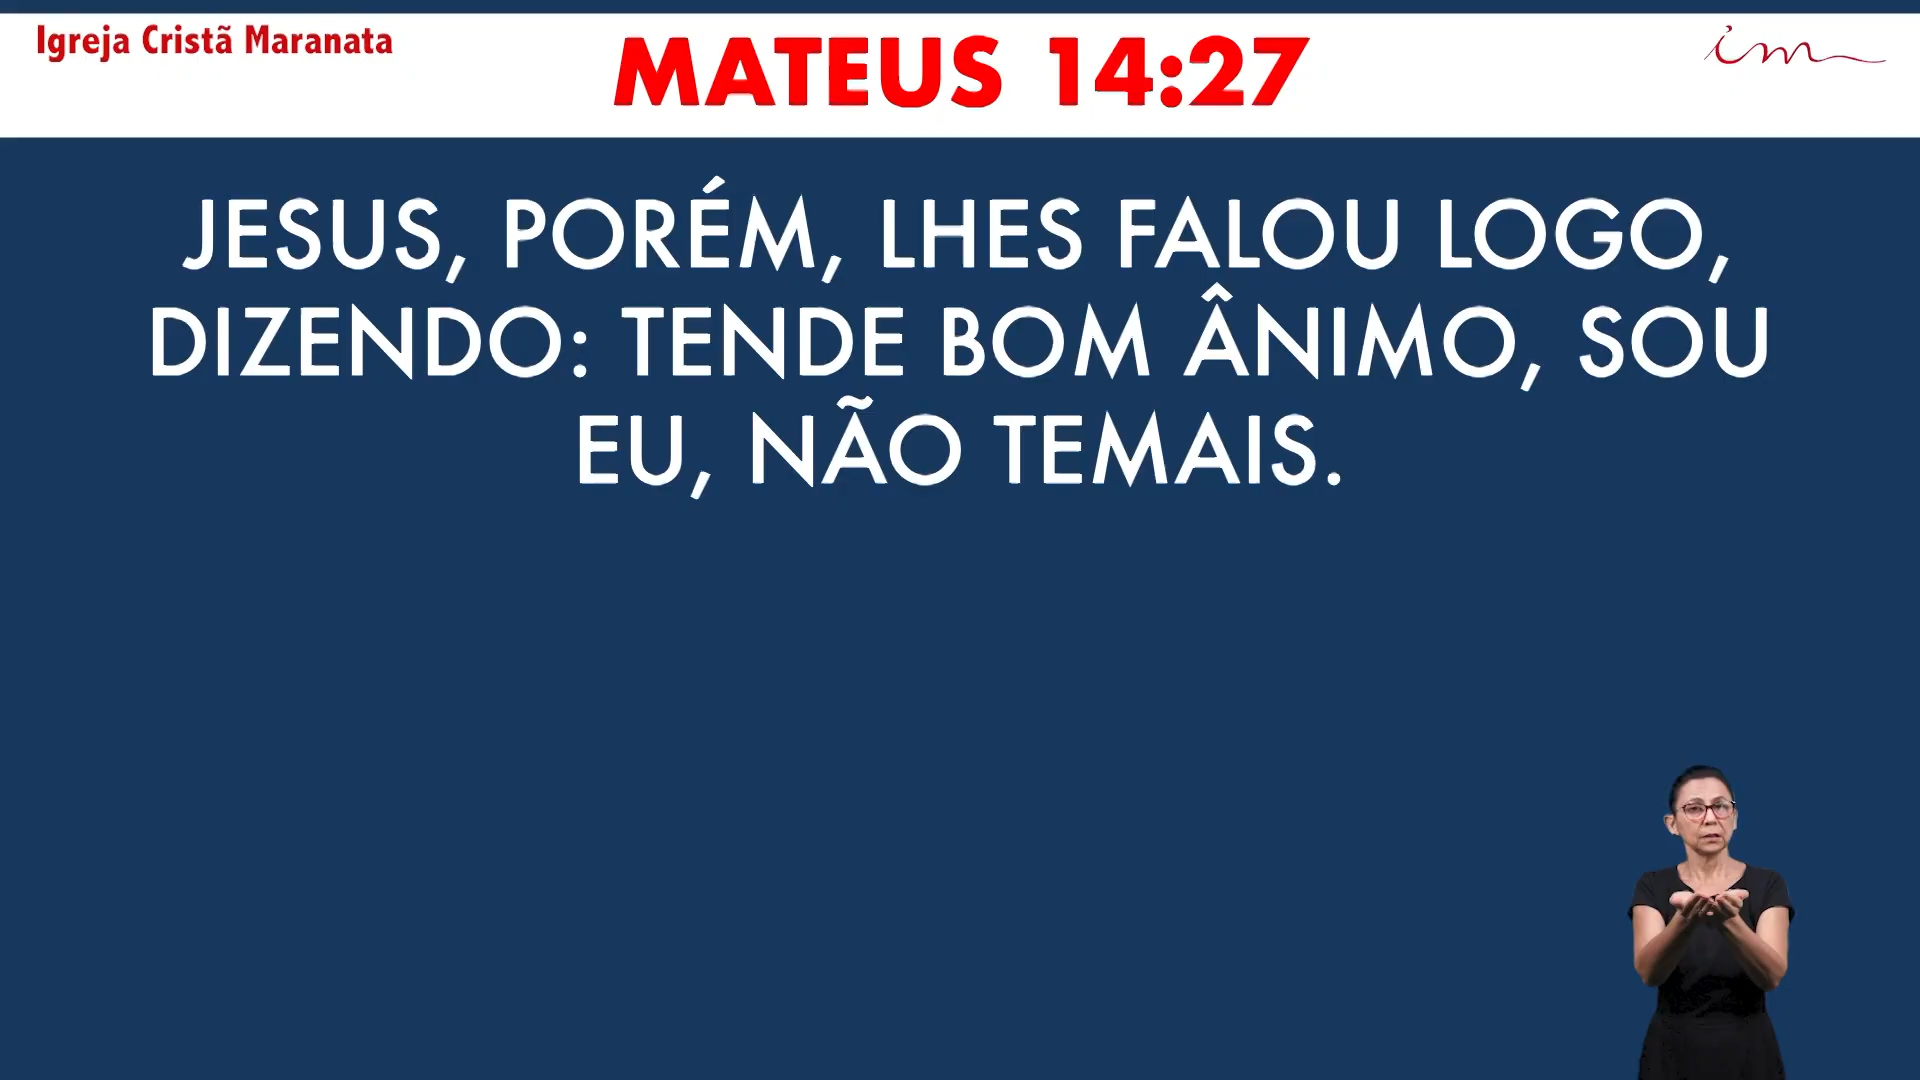 Igreja Cristã Maranata
MATEUS 14:27
im
JESUS, PORÉM, LHES FALOU LOGO,
DIZENDO: TENDE BOM ÂNIMO, SOU
EU, NÃO TEMAIS.